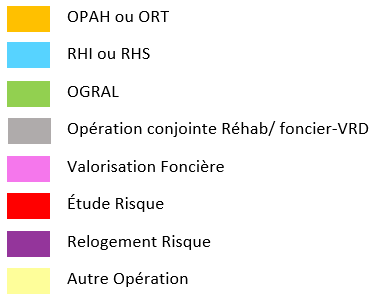 OPAH ou ORT
RHI ou RHS
OGRAL
Opération conjointe Réhab/ foncier-VRD
Valorisation Foncière
Étude Risque
Relogement Risque
Autre Opération